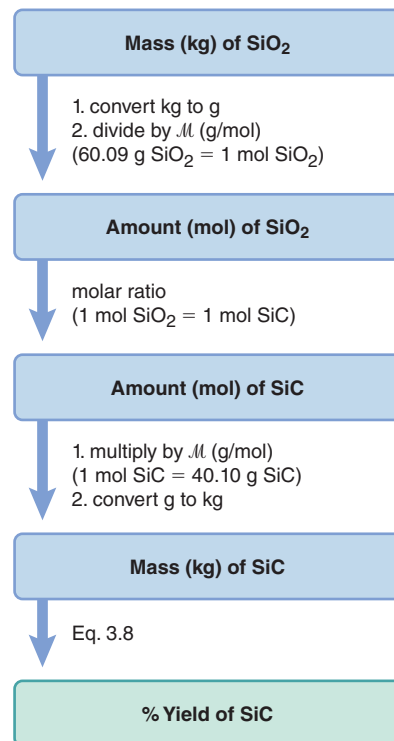 Mass (kg) of SiO₂
1. convert kg to g
2. divide by ℳ (g/mol)
(60.09 g SiO₂ = 1 mol SiO₂)
Amount (mol) of SiO₂
molar ratio
(1 mol SiO₂ = 1 mol SiC)
Amount (mol) of SiC
1. multiply by ℳ (g/mol)
(1 mol SiC = 40.10 g SiC)
2. convert g to kg
Mass (kg) of SiC
Eq. 3.8
% Yield of SiC